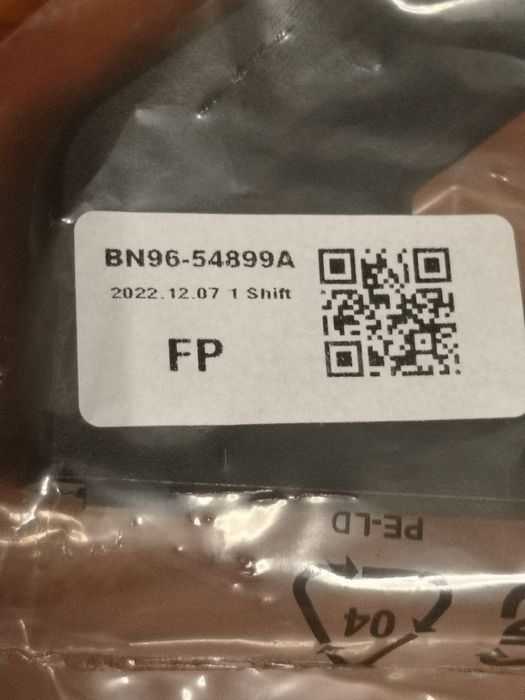 BN96-54899A
2022.12.07 1 Shift
FP
PE-LD
04